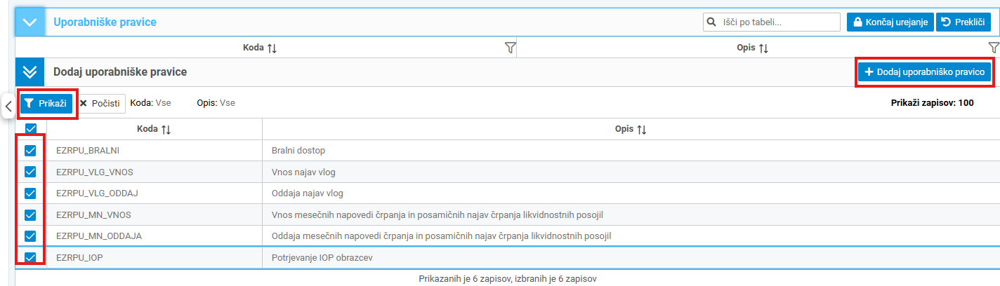 Uporabniške pravice Išči po tabeli... Končaj urejanje Prekliči
Koda Opis
Dodaj uporabniške pravice Dodaj uporabniško pravico
Prikaži Počisti Koda: Vse Opis: Vse Prikaži zapisov: 100
Koda Opis
EZRPU_BRALNI Bralni dostop
EZRPU_VLG_VNOS Vnos najav vlog
EZRPU_VLG_ODDAJ Oddaja najav vlog
EZRPU_MN_VNOS Vnos mesečnih napovedi črpanja in posamičnih najav črpanja likvidnostnih posojil
EZRPU_MN_ODDAJA Oddaja mesečnih napovedi črpanja in posamičnih najav črpanja likvidnostnih posojil
EZRPU_IOP Potrjevanje IOP obrazcev
Prikazanih je 6 zapisov, izbranih je 6 zapisov